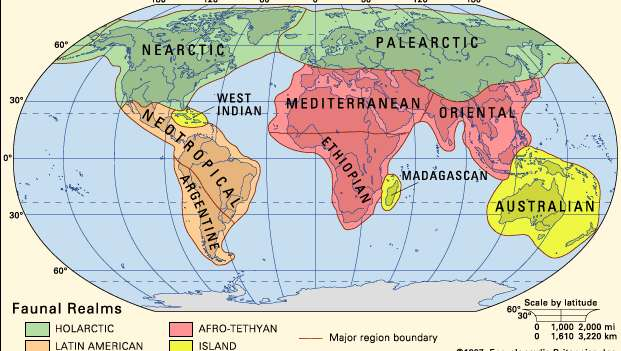 60°
30°
0°
30°
60°
0
NEARCTIC
PALEARCTIC
WEST
INDIAN
MEDITERRANEAN
ORIENTAL
NEOTROPICAL
ETHIOPIAN
MADAGASCAN
ARGENTINE
AUSTRALIAN
Faunal Realms
HOLARCTIC
LATIN AMERICAN
AFRO-TETHYAN
ISLAND
Major region boundary
Scale by latitude
60°
30°
0 1,000 2,000 mi
0 1,610 3,220 km